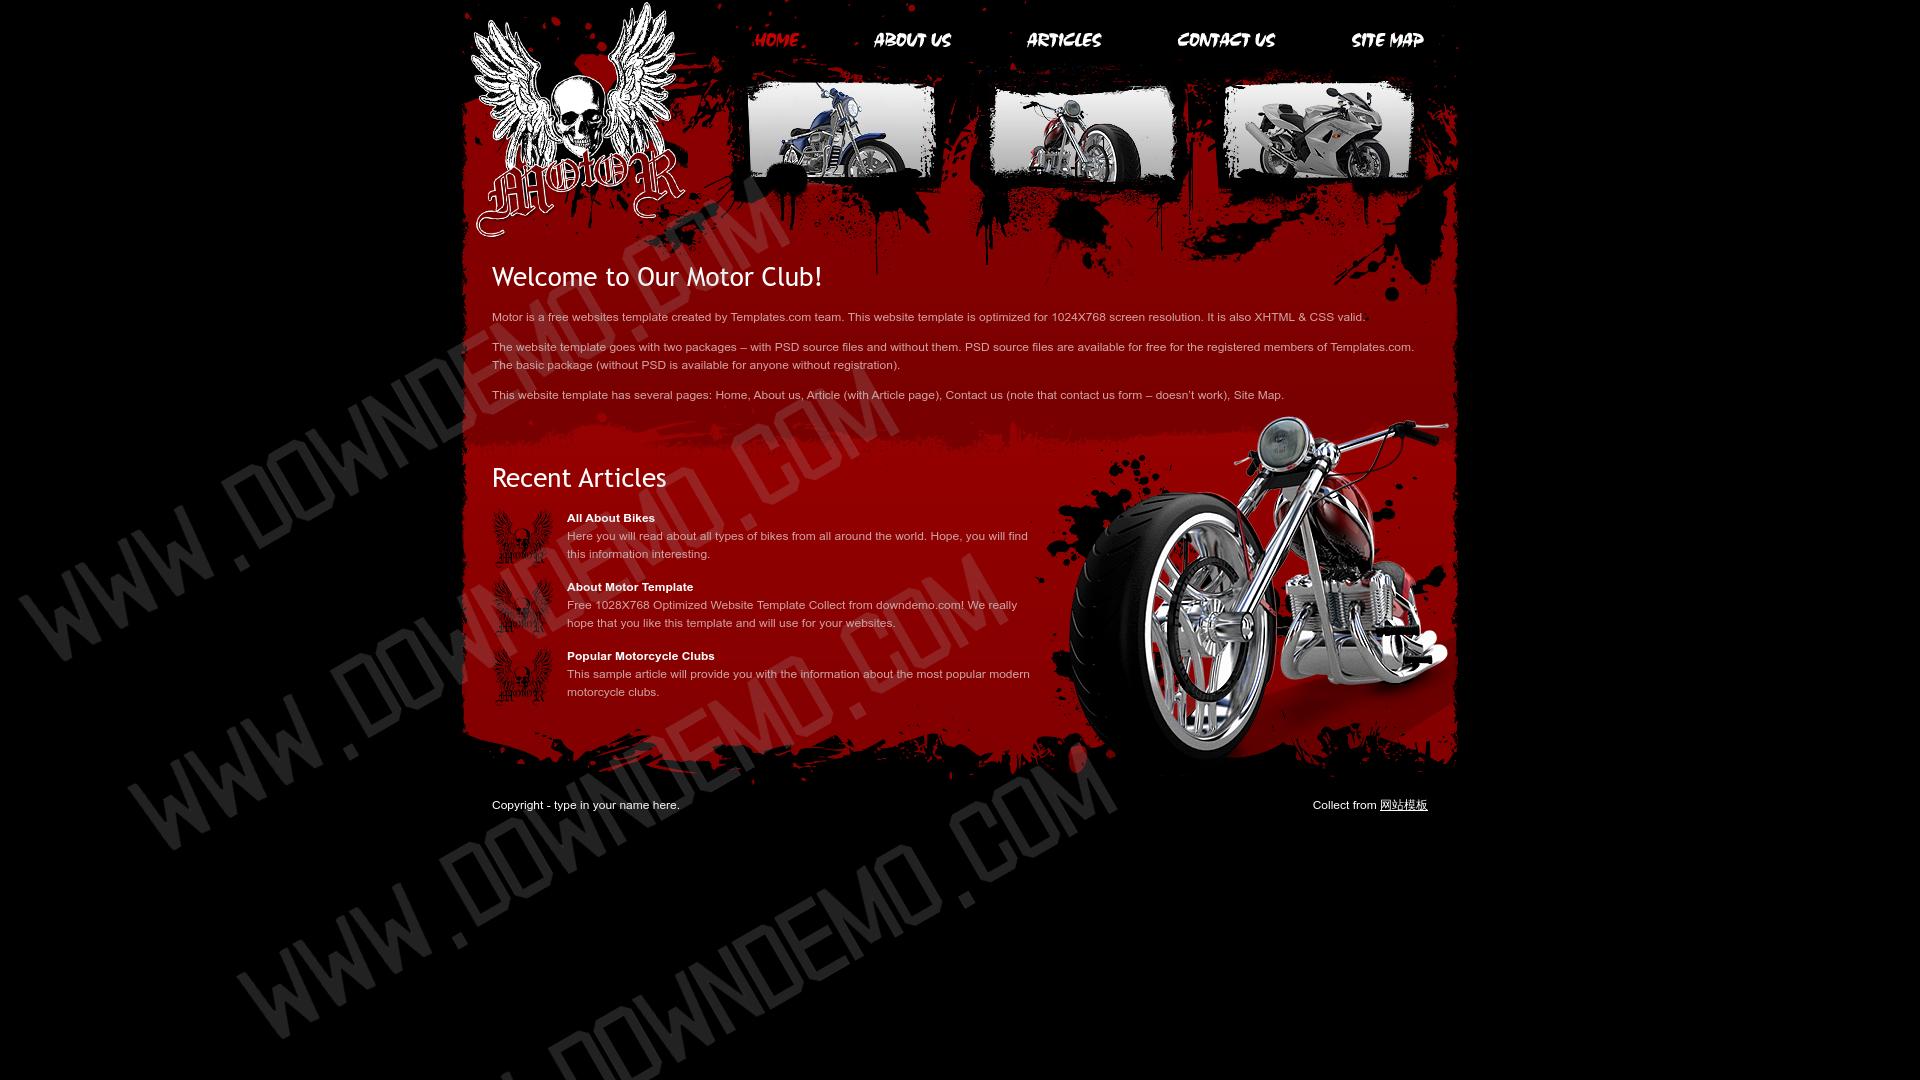 MotoR
HOME ABOUT US ARTICLES CONTACT US SITE MAP
Welcome to Our Motor Club!
Motor is a free websites template created by Templates.com team. This website template is optimized for 1024X768 screen resolution. It is also XHTML & CSS valid.
The website template goes with two packages – with PSD source files and without them. PSD source files are available for free for the registered members of Templates.com.
The basic package (without PSD is available for anyone without registration).
This website template has several pages: Home, About us, Article (with Article page), Contact us (note that contact us form – doesn't work), Site Map.
Recent Articles
All About Bikes
Here you will read about all types of bikes from all around the world. Hope, you will find
this information interesting.
About Motor Template
Free 1028X768 Optimized Website Template Collect from downdemo.com! We really
hope that you like this template and will use for your websites.
Popular Motorcycle Clubs
This sample article will provide you with the information about the most popular modern
motorcycle clubs.
Copyright - type in your name here.
Collect from 网站模板
WWW.DOWNDEMO.COM
WWW.DOWNDEMO.COM
WWW.DOWNDEMO.COM
DOWNDEMO.COM